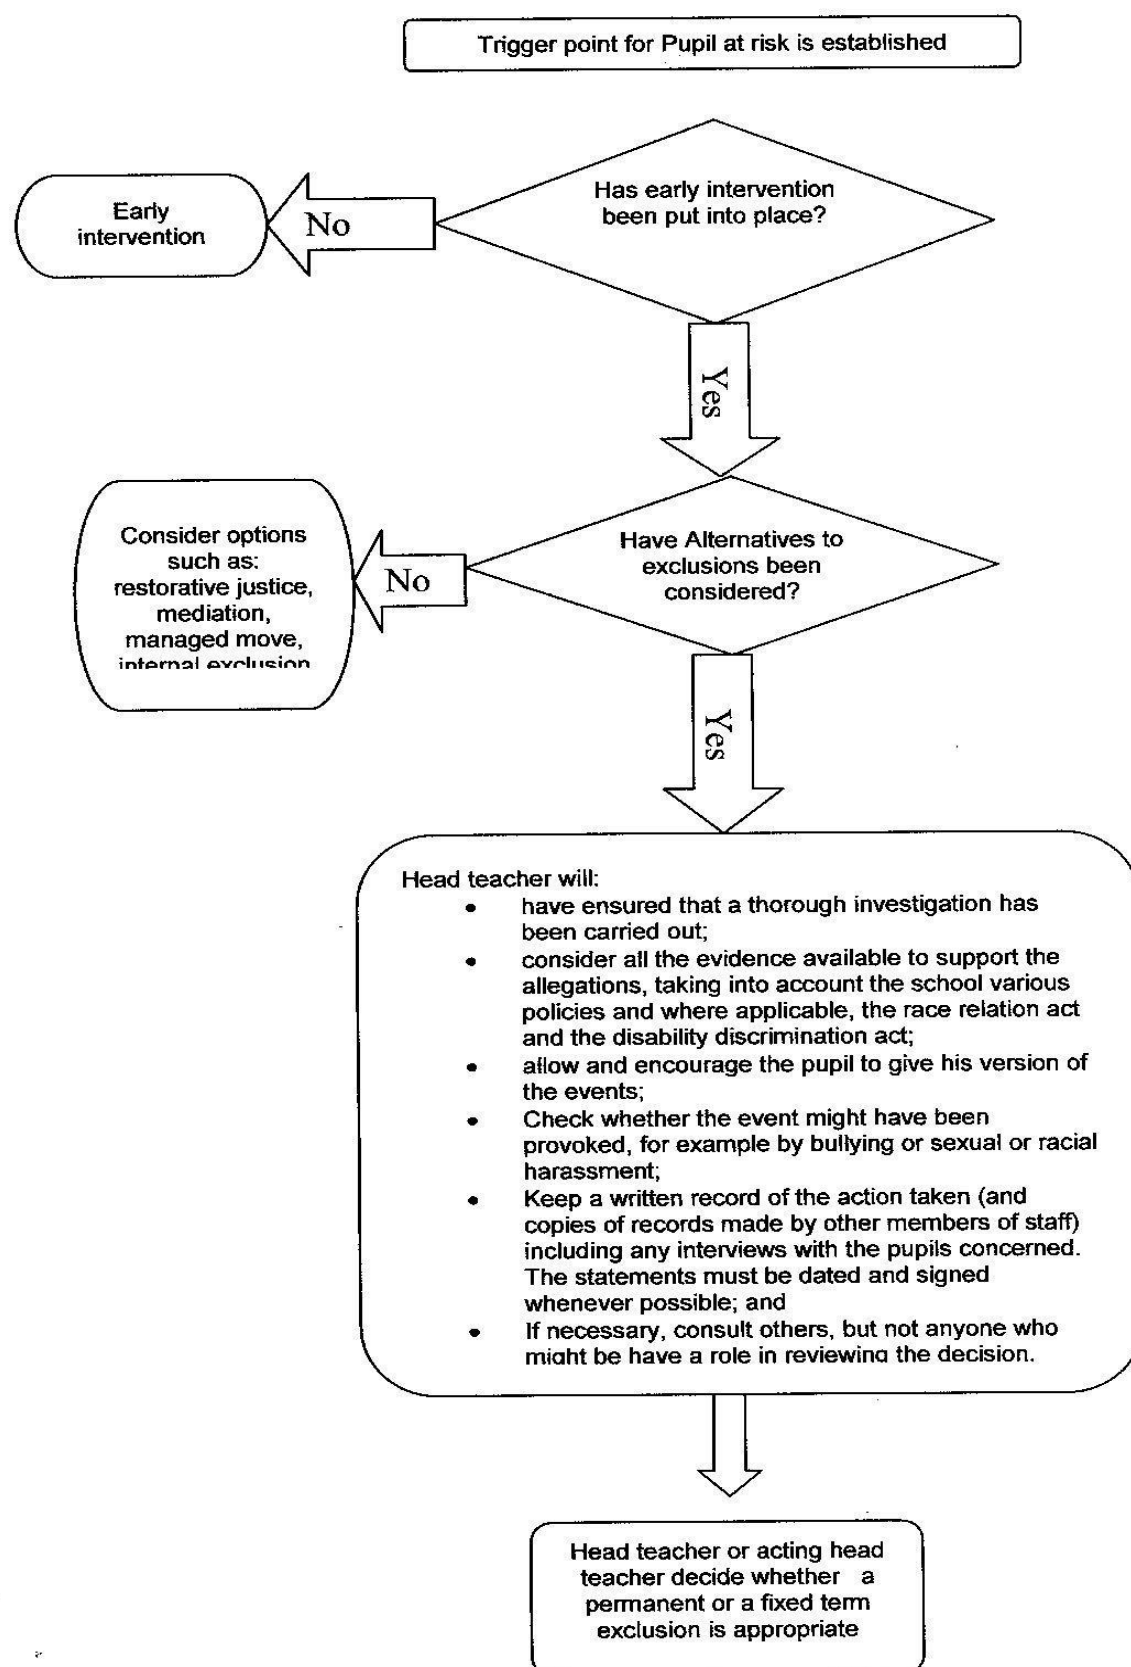 Trigger point for Pupil at risk is established
Has early intervention
been put into place?
No
Early
intervention
Yes
Have Alternatives to
exclusions been
considered?
No
Consider options
such as:
restorative justice,
mediation,
managed move,
internal exclusion
Yes
Head teacher will:
• have ensured that a thorough investigation has
been carried out;
• consider all the evidence available to support the
allegations, taking into account the school various
policies and where applicable, the race relation act
and the disability discrimination act;
• allow and encourage the pupil to give his version of
the events;
• Check whether the event might have been
provoked, for example by bullying or sexual or racial
harassment;
• Keep a written record of the action taken (and
copies of records made by other members of staff)
including any interviews with the pupils concerned.
The statements must be dated and signed
whenever possible; and
• If necessary, consult others, but not anyone who
might be have a role in reviewing the decision.
Head teacher or acting head
teacher decide whether a
permanent or a fixed term
exclusion is appropriate